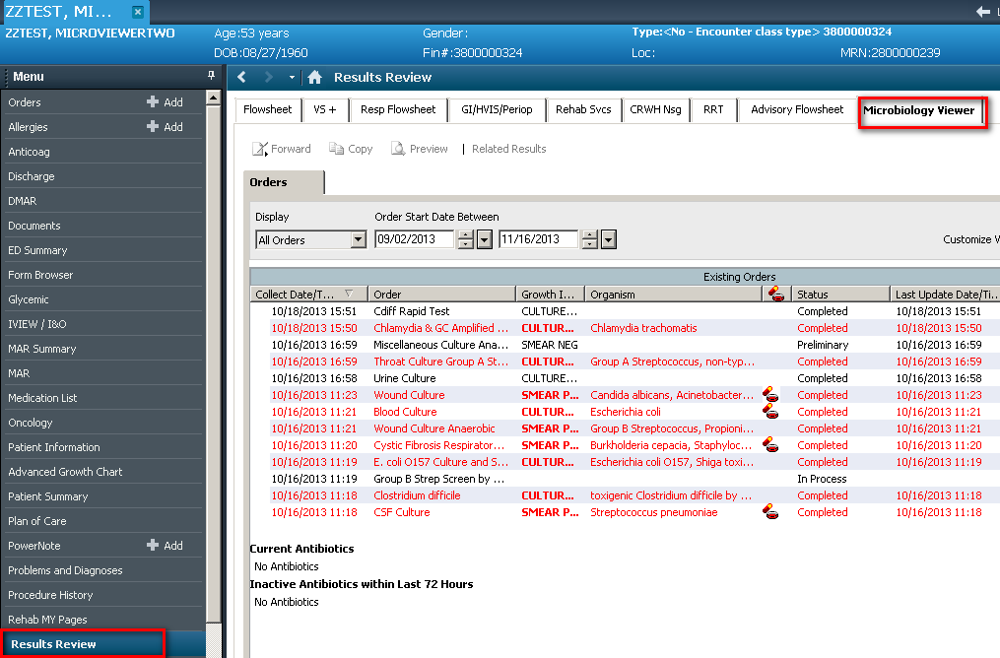 ZZTEST, MI...
ZZTEST, MICROVIEWERTWO Age:53 years Gender: Type:<No - Encounter class type> 3800000324
DOB:08/27/1960 Fin#:3800000324 Loc: MRN:2800000239
Menu
Orders Add
Allergies Add
Anticoag
Discharge
DMAR
Documents
ED Summary
Form Browser
Glycemic
IVIEW / I&O
MAR Summary
MAR
Medication List
Oncology
Patient Information
Advanced Growth Chart
Patient Summary
Plan of Care
PowerNote Add
Problems and Diagnoses
Procedure History
Rehab MY Pages
Results Review
Results Review
Flowsheet VS + Resp Flowsheet GI/HVIS/Periop Rehab Svcs CRWH Nsg RRT Advisory Flowsheet Microbiology Viewer
Forward Copy Preview | Related Results
Orders
Display Order Start Date Between
All Orders 09/02/2013 11/16/2013
Customize
Existing Orders
Collect Date/T... Order Growth I... Organism Status Last Update Date/Ti...
10/18/2013 15:51 Cdiff Rapid Test CULTURE... Completed 10/18/2013 15:51
10/18/2013 15:50 Chlamydia & GC Amplified ... CULTUR... Chlamydia trachomatis Completed 10/18/2013 15:50
10/16/2013 16:59 Miscellaneous Culture Ana... SMEAR NEG Preliminary 10/16/2013 16:59
10/16/2013 16:59 Throat Culture Group A St... CULTUR... Group A Streptococcus, non-typ... Completed 10/16/2013 16:59
10/16/2013 16:58 Urine Culture CULTURE... Completed 10/16/2013 16:58
10/16/2013 11:23 Wound Culture SMEAR P... Candida albicans, Acinetobacter... Completed 10/16/2013 11:23
10/16/2013 11:21 Blood Culture CULTUR... Escherichia coli Completed 10/16/2013 11:21
10/16/2013 11:21 Wound Culture Anaerobic SMEAR P... Group B Streptococcus, Propioni... Completed 10/16/2013 11:21
10/16/2013 11:20 Cystic Fibrosis Respirator... SMEAR P... Burkholderia cepacia, Staphyloc... Completed 10/16/2013 11:20
10/16/2013 11:19 E. coli O157 Culture and S... CULTUR... Escherichia coli O157, Shiga toxi... Completed 10/16/2013 11:19
10/16/2013 11:19 Group B Strep Screen by ... In Process
10/16/2013 11:18 Clostridium difficile CULTUR... toxigenic Clostridium difficile by ... Completed 10/16/2013 11:18
10/16/2013 11:18 CSF Culture SMEAR P... Streptococcus pneumoniae Completed 10/16/2013 11:18
Current Antibiotics
No Antibiotics
Inactive Antibiotics within Last 72 Hours
No Antibiotics